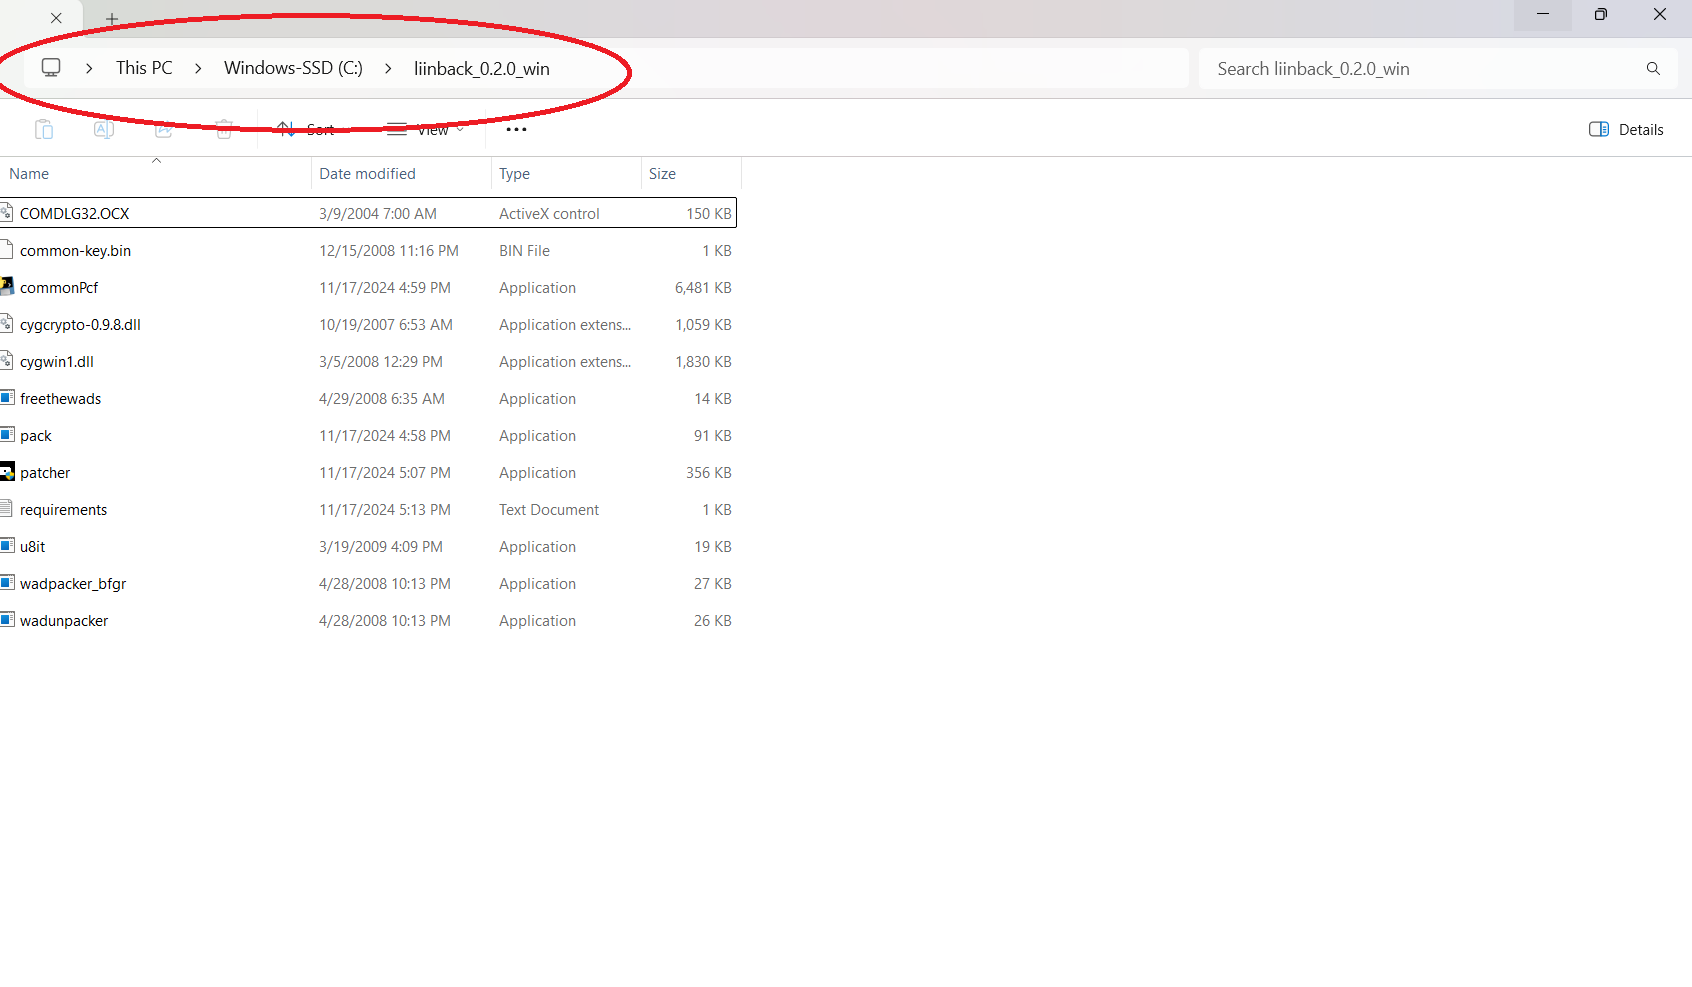 This PC > Windows-SSD (C:) > liinback_0.2.0_win Search liinback_0.2.0_win
Sort View ... Details
Name Date modified Type Size
COMDLG32.OCX 3/9/2004 7:00 AM ActiveX control 150 KB
common-key.bin 12/15/2008 11:16 PM BIN File 1 KB
commonPcf 11/17/2024 4:59 PM Application 6,481 KB
cygcrypto-0.9.8.dll 10/19/2007 6:53 AM Application extens... 1,059 KB
cygwin1.dll 3/5/2008 12:29 PM Application extens... 1,830 KB
freethewads 4/29/2008 6:35 AM Application 14 KB
pack 11/17/2024 4:58 PM Application 91 KB
patcher 11/17/2024 5:07 PM Application 356 KB
requirements 11/17/2024 5:13 PM Text Document 1 KB
u8it 3/19/2009 4:09 PM Application 19 KB
wadpacker_bfgr 4/28/2008 10:13 PM Application 27 KB
wadunpacker 4/28/2008 10:13 PM Application 26 KB